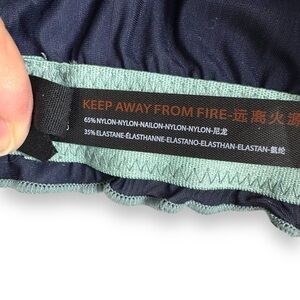 KEEP AWAY FROM FIRE-远离火源
65%NYLON-NYLON-NAILON-NYLON-NYLON-尼龙
35%ELASTANE-ÉLASTHANNE-ELASTANO-ELASTHAN-ELASTAN-氨纶